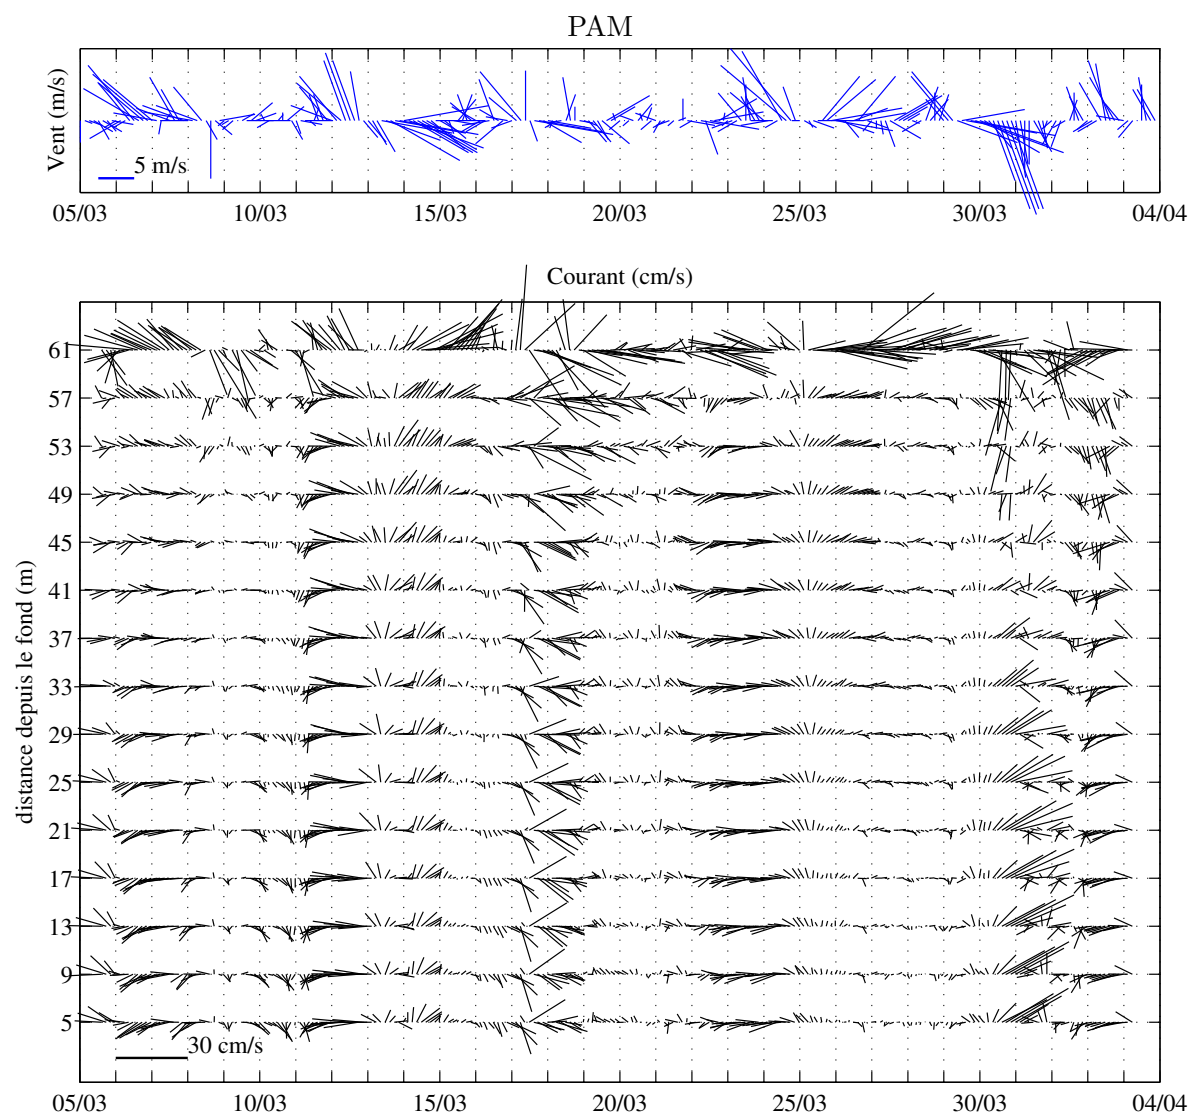 PAM
Vent (m/s)
5 m/s
05/03 10/03 15/03 20/03 25/03 30/03 04/04
Courant (cm/s)
distance depuis le fond (m)
61
57
53
49
45
41
37
33
29
25
21
17
13
9
5
30 cm/s
05/03 10/03 15/03 20/03 25/03 30/03 04/04